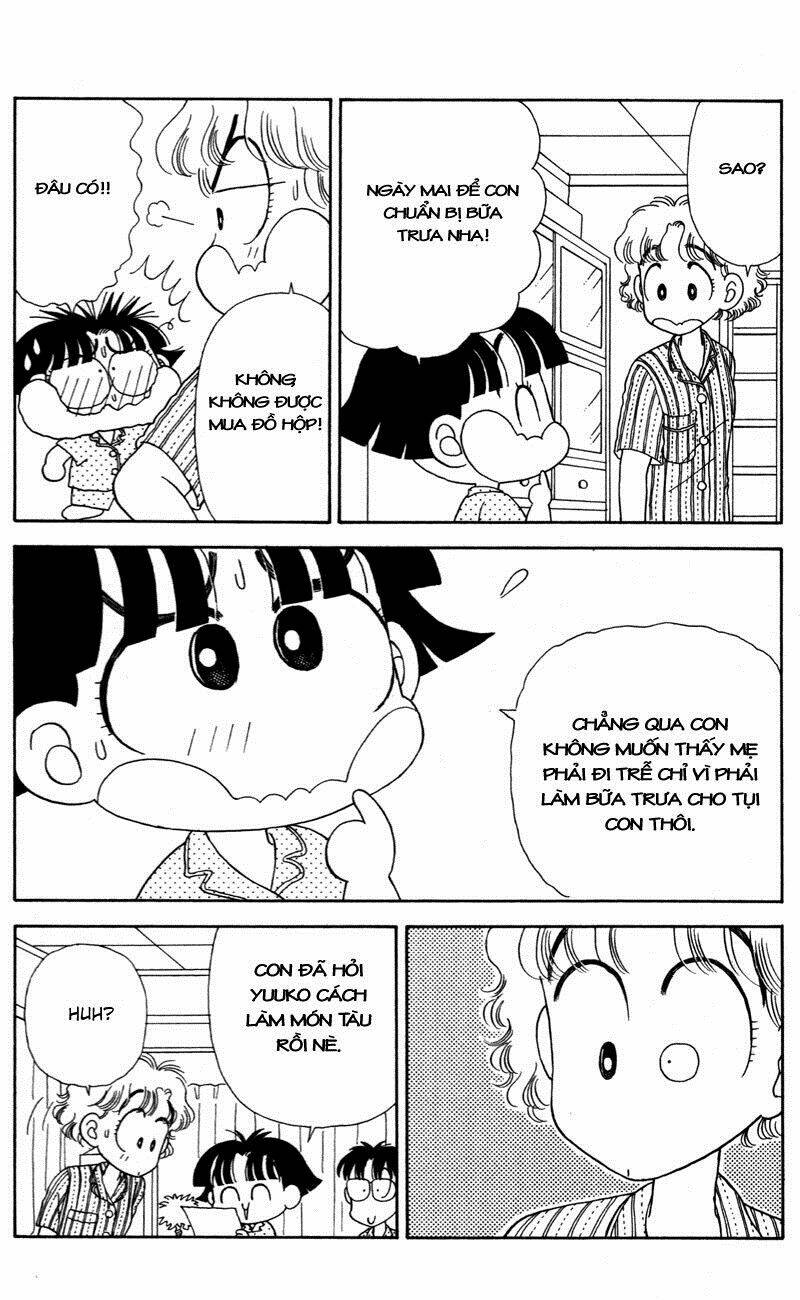 SAO?
NGÀY MAI ĐỂ CON
CHUẨN BỊ BỮA
TRƯA NHA!
KHÔNG,
KHÔNG ĐƯỢC
MUA ĐỒ HỘP!
ĐÂU CÓ!!
CHẲNG QUA CON
KHÔNG MUỐN THẤY MẸ
PHẢI ĐI TRỄ CHỈ VÌ PHẢI
LÀM BỮA TRƯA CHO TỤI
CON THÔI.
CON ĐÃ HỎI
YUUKO CÁCH
LÀM MÓN TÀU
RỒI NÈ.
HUH?